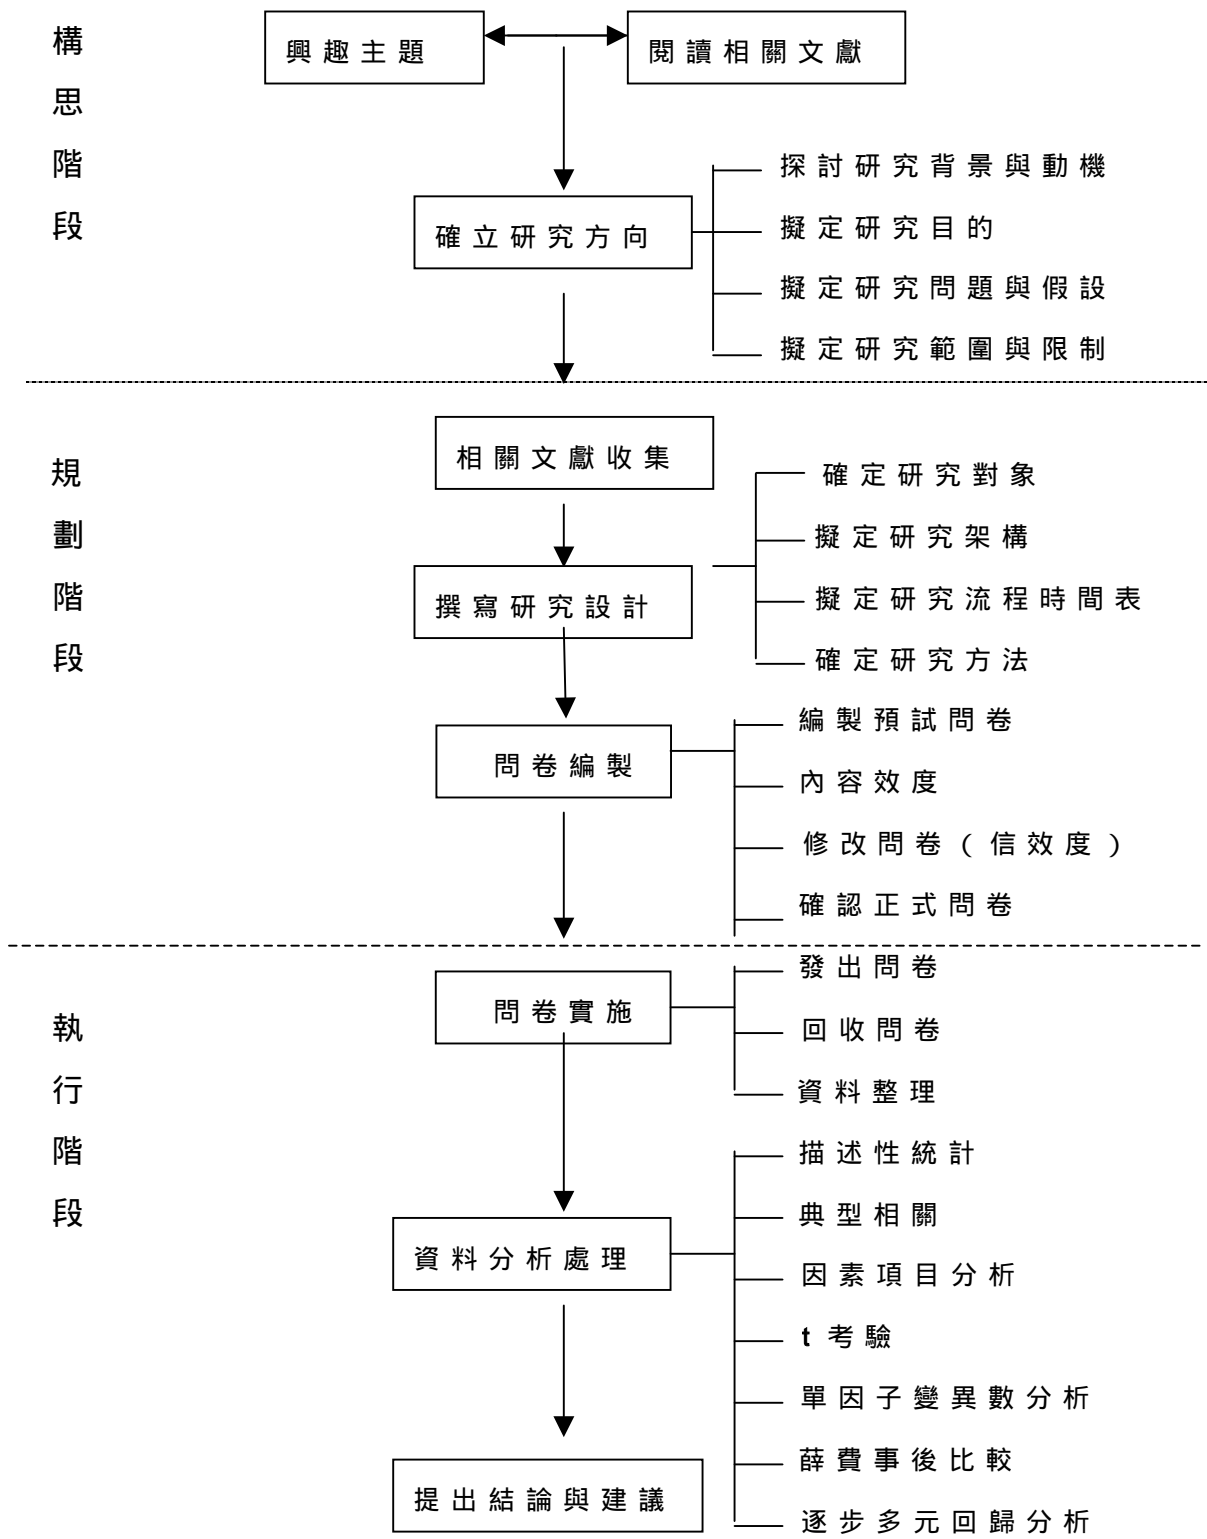 構思階段
興趣主題
閱讀相關文獻
探討研究背景與動機
確立研究方向
擬定研究目的
擬定研究問題與假設
擬定研究範圍與限制
規劃階段
相關文獻收集
確定研究對象
擬定研究架構
撰寫研究設計
擬定研究流程時間表
確定研究方法
編製預試問卷
問卷編製
內容效度
修改問卷(信效度)
確認正式問卷
執行階段
發出問卷
問卷實施
回收問卷
資料整理
描述性統計
典型相關
資料分析處理
因素項目分析
t考驗
單因子變異數分析
薛費事後比較
提出結論與建議
逐步多元回歸分析